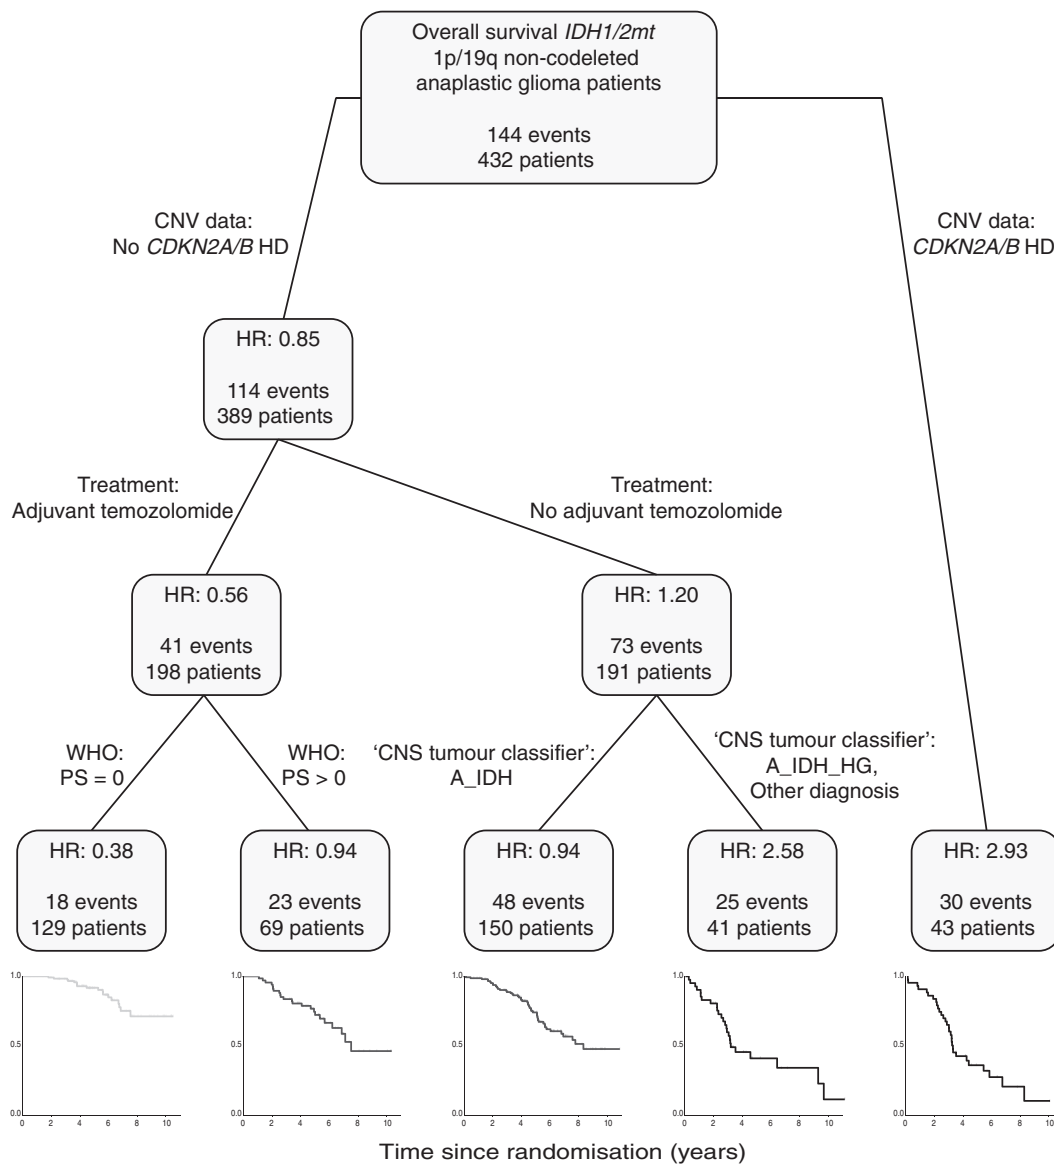 Overall survival IDH1/2mt
1p/19q non-codeleted
anaplastic glioma patients
144 events
432 patients
CNV data:
No CDKN2A/B HD
CNV data:
CDKN2A/B HD
HR: 0.85
114 events
389 patients
Treatment:
Adjuvant temozolomide
Treatment:
No adjuvant temozolomide
HR: 0.56
41 events
198 patients
HR: 1.20
73 events
191 patients
WHO:
PS = 0
WHO:
PS > 0
‘CNS tumour classifier’:
A_IDH
‘CNS tumour classifier’:
A_IDH_HG,
Other diagnosis
HR: 0.38
18 events
129 patients
HR: 0.94
23 events
69 patients
HR: 0.94
48 events
150 patients
HR: 2.58
25 events
41 patients
HR: 2.93
30 events
43 patients
1.0
0.5
0.0
0 2 4 6 8 10
1.0
0.5
0.0
0 2 4 6 8 10
1.0
0.5
0.0
0 2 4 6 8 10
1.0
0.5
0.0
0 2 4 6 8 10
1.0
0.5
0.0
0 2 4 6 8 10
Time since randomisation (years)